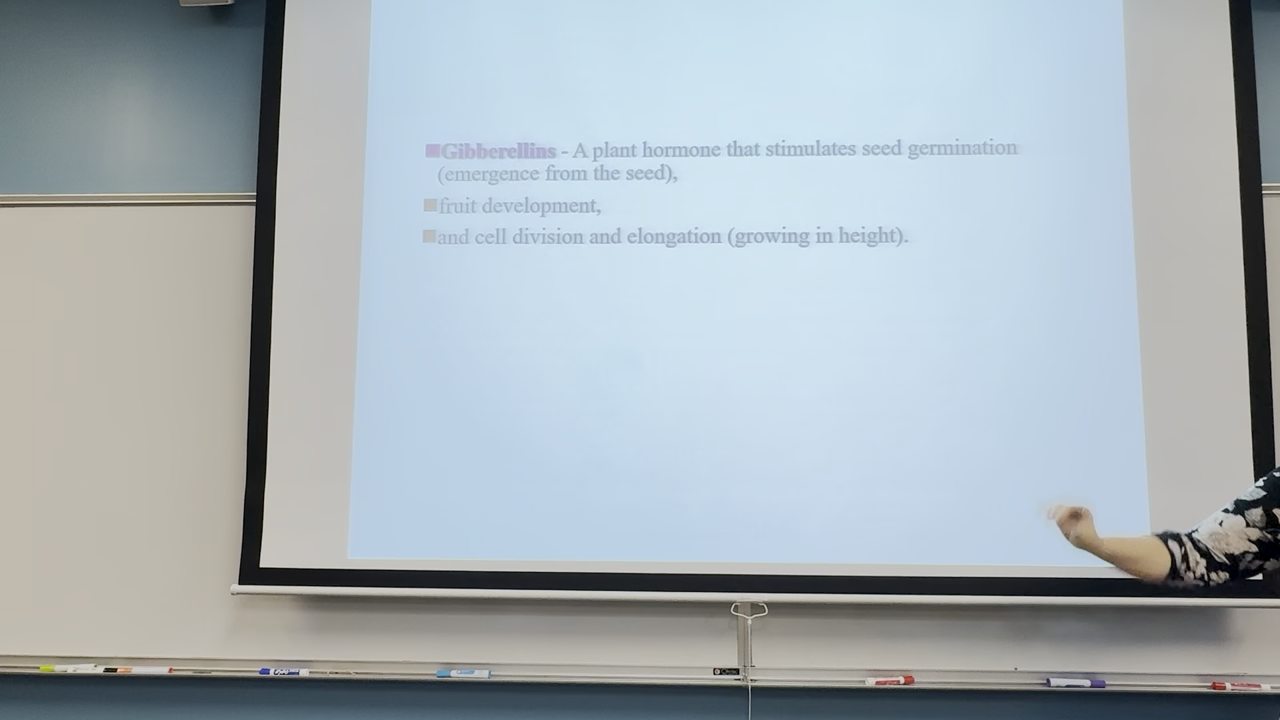 Gibberellins - A plant hormone that stimulates seed germination
(emergence from the seed),
fruit development,
and cell division and elongation (growing in height).